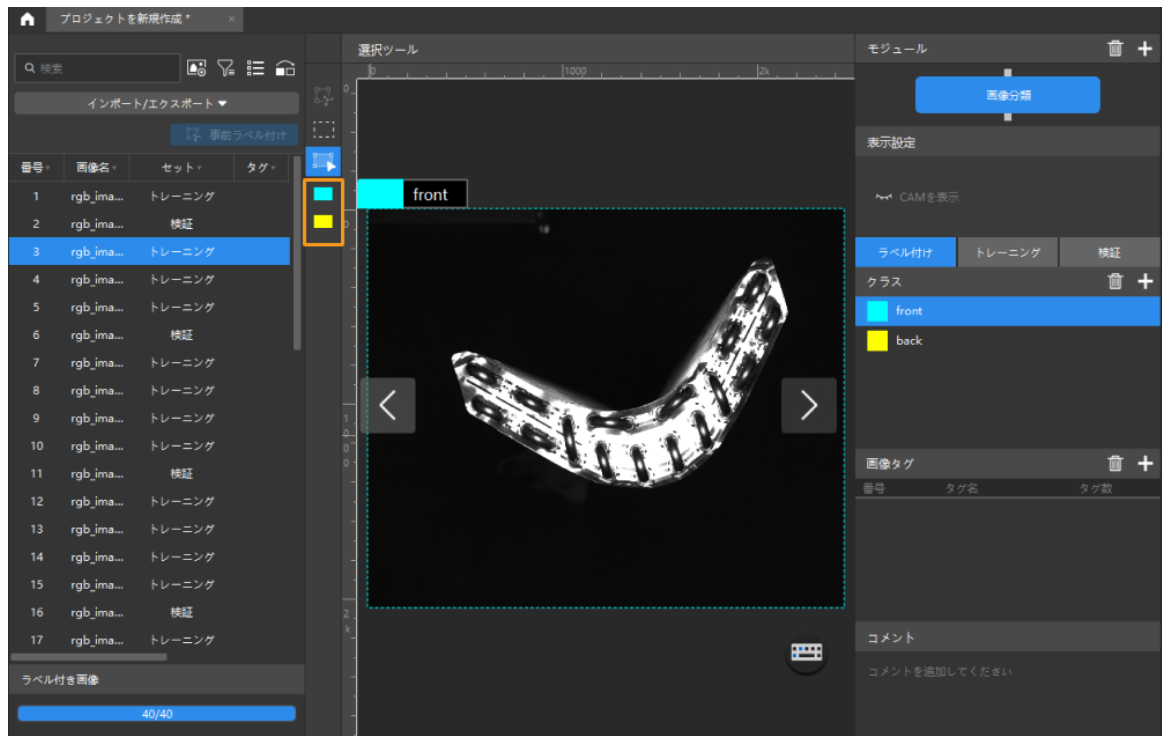 プロジェクトを新規作成 * ×
検索
インポート/エクスポート
事前ラベル付け
番号 画像名 セット タグ
1 rgb_ima... トレーニング
2 rgb_ima... 検証
3 rgb_ima... トレーニング
4 rgb_ima... トレーニング
5 rgb_ima... トレーニング
6 rgb_ima... 検証
7 rgb_ima... トレーニング
8 rgb_ima... トレーニング
9 rgb_ima... トレーニング
10 rgb_ima... トレーニング
11 rgb_ima... 検証
12 rgb_ima... トレーニング
13 rgb_ima... トレーニング
14 rgb_ima... トレーニング
15 rgb_ima... トレーニング
16 rgb_ima... 検証
17 rgb_ima... トレーニング
ラベル付き画像
40/40
選択ツール
0 1000 2k
0
0
1000
2k
front
モジュール
画像分類
表示設定
CAMを表示
ラベル付け トレーニング 検証
クラス
front
back
画像タグ
番号 タグ名 タグ数
コメント
コメントを追加してください